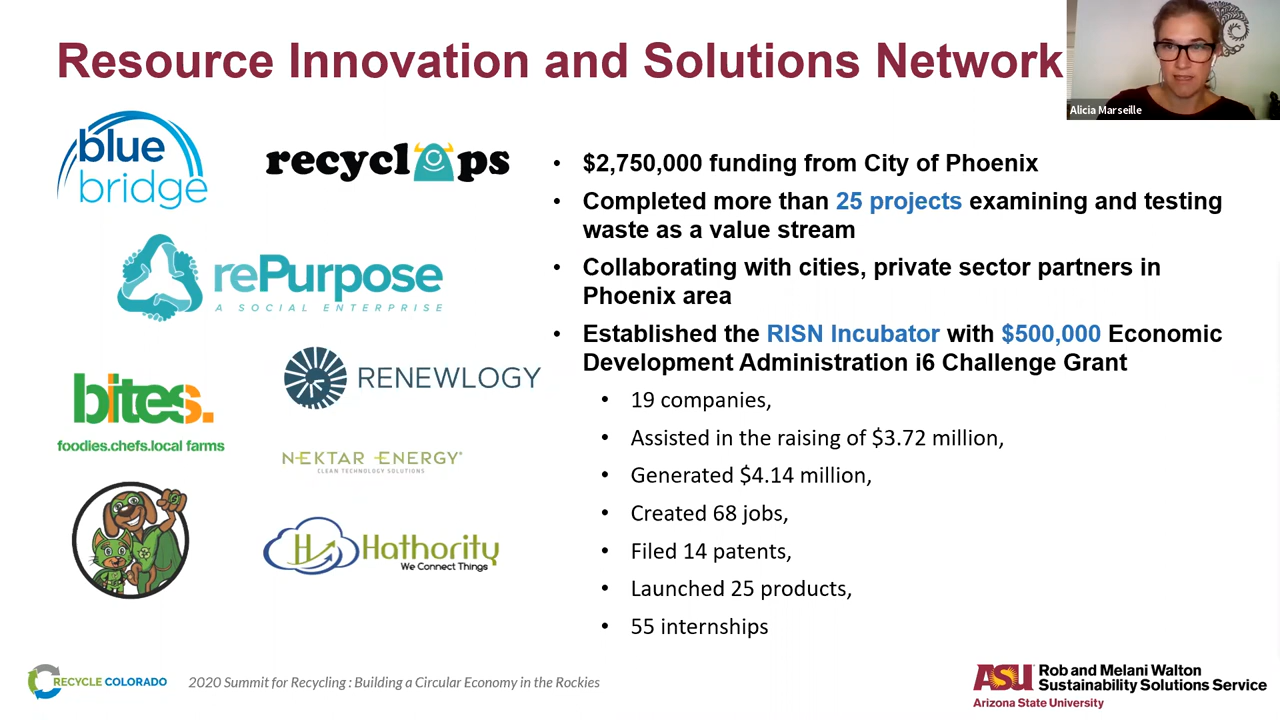 Resource Innovation and Solutions Network
Alicia Marseille
blue
bridge
recyclops
rePurpose
A SOCIAL ENTERPRISE
RENEWLOGY
bites.
foodies.chefs.local farms
NEKTAR ENERGY
CLEAN TECHNOLOGY SOLUTIONS
H Hathority
We Connect Things
• $2,750,000 funding from City of Phoenix
• Completed more than 25 projects examining and testing
waste as a value stream
• Collaborating with cities, private sector partners in
Phoenix area
• Established the RISN Incubator with $500,000 Economic
Development Administration i6 Challenge Grant
• 19 companies,
• Assisted in the raising of $3.72 million,
• Generated $4.14 million,
• Created 68 jobs,
• Filed 14 patents,
• Launched 25 products,
• 55 internships
RECYCLE COLORADO
2020 Summit for Recycling : Building a Circular Economy in the Rockies
ASU Rob and Melani Walton
Sustainability Solutions Service
Arizona State University